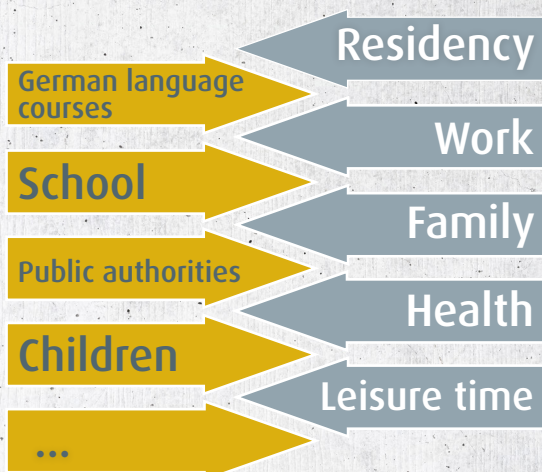 Residency
German language
courses
Work
School
Family
Public authorities
Health
Children
Leisure time
...